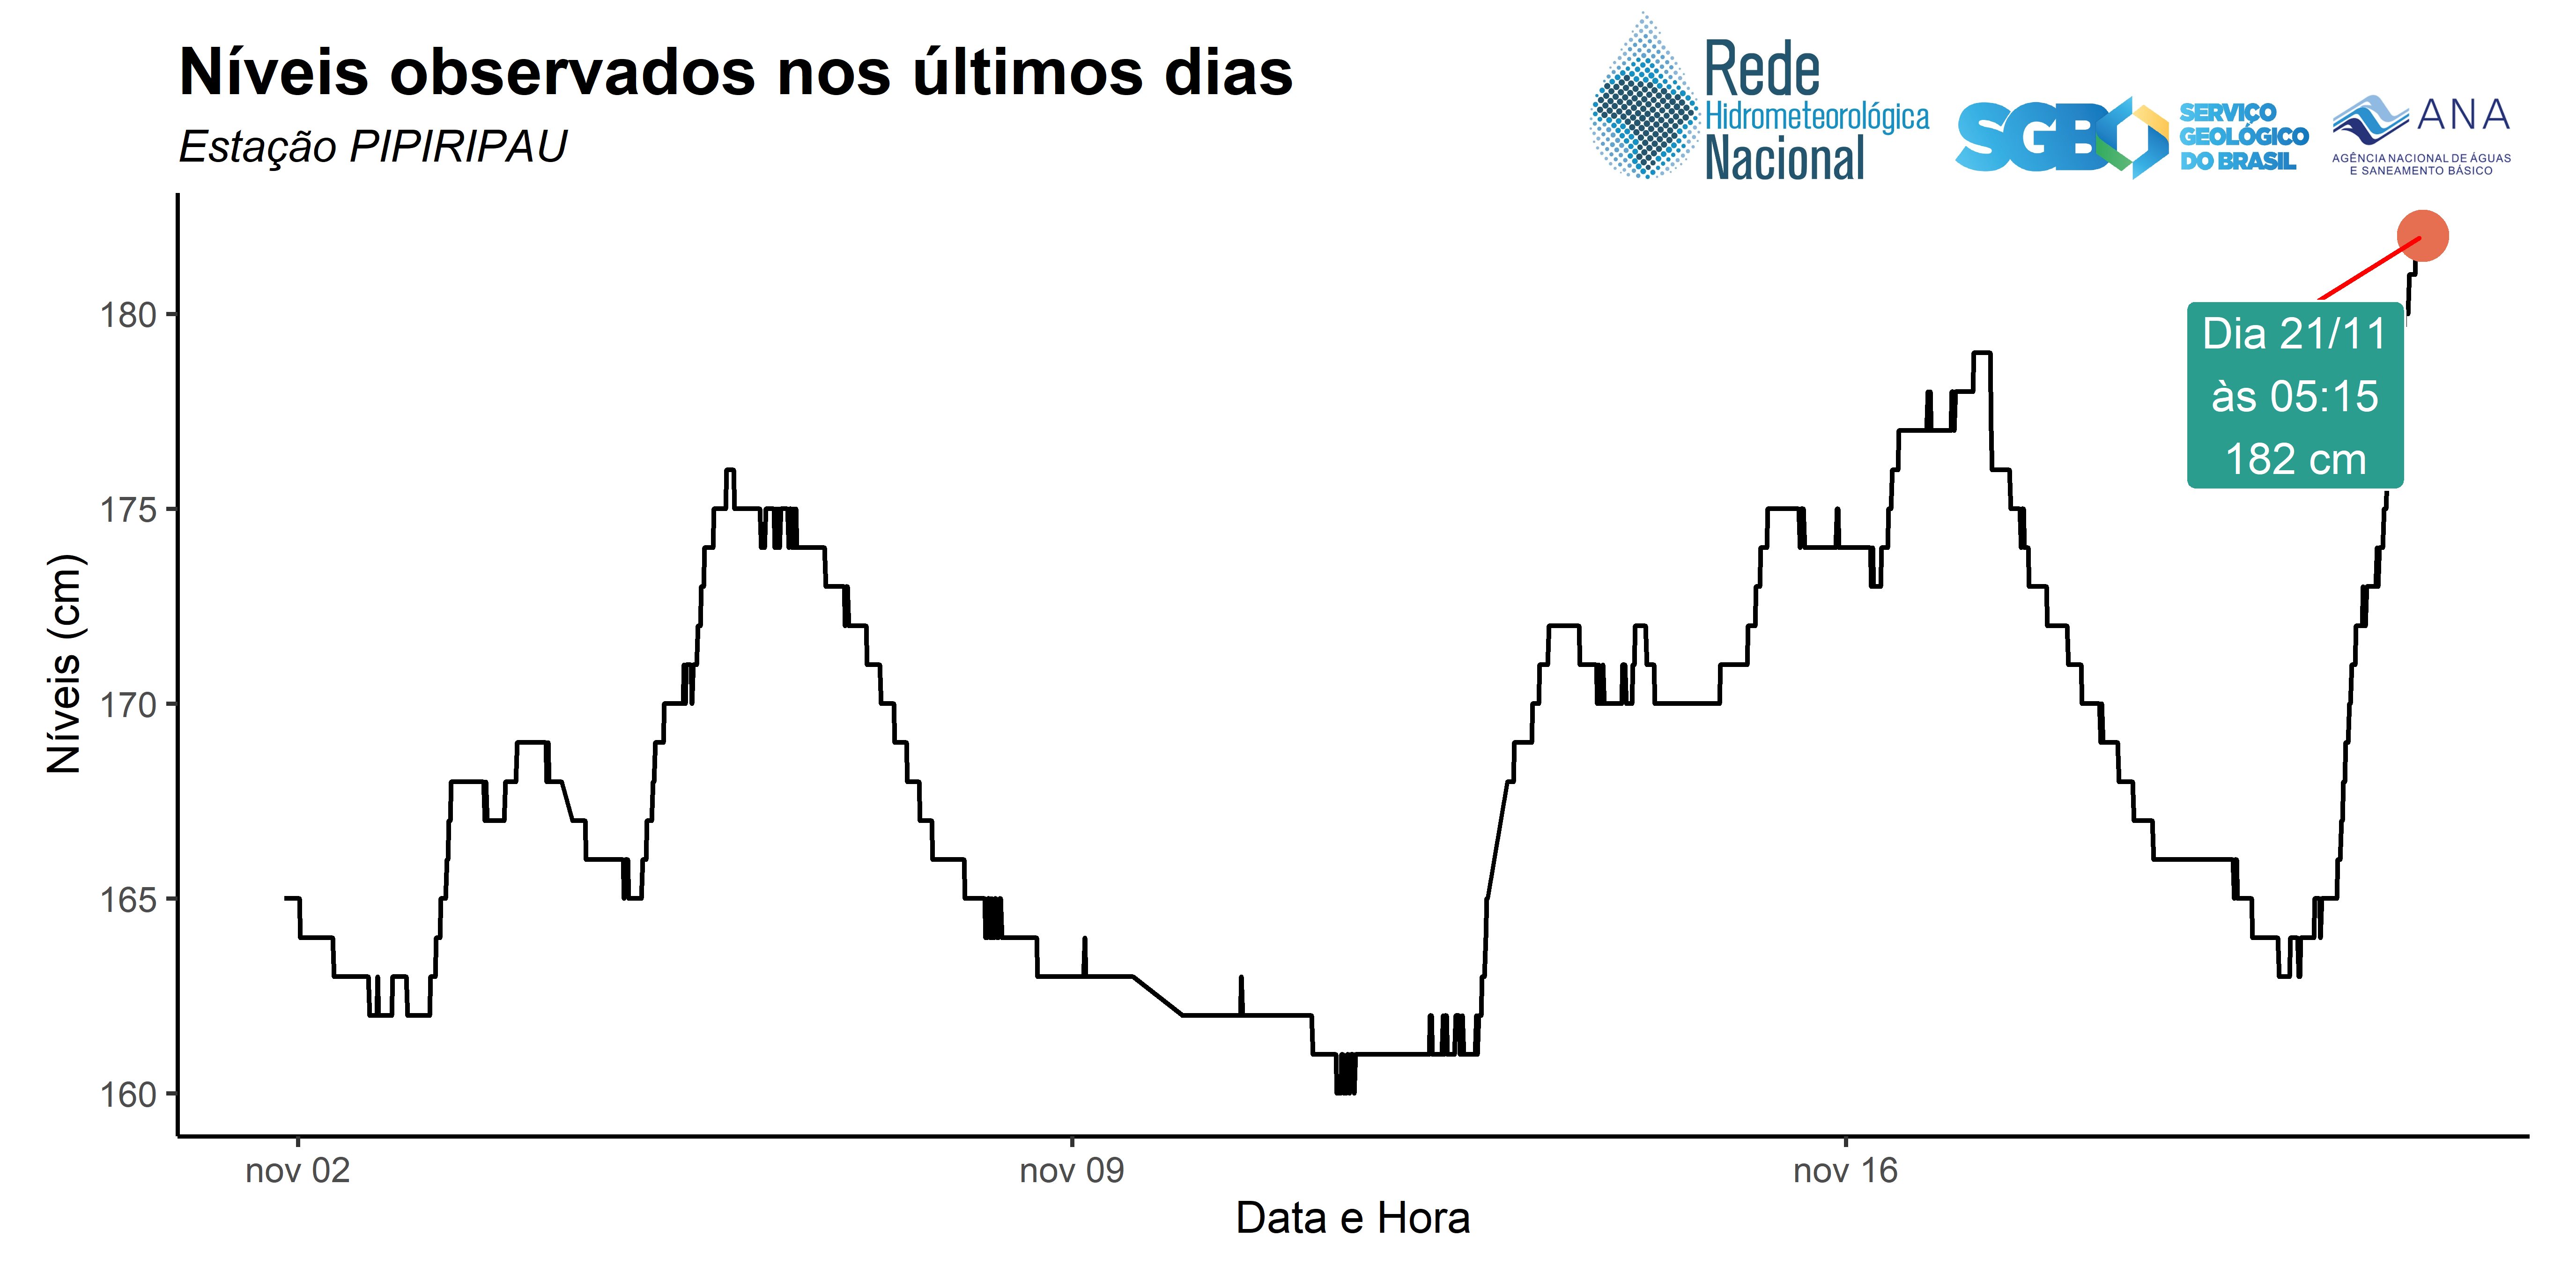 Níveis observados nos últimos dias
Estação PIPIRIPAU
Rede
Hidrometeorológica
Nacional
SGB
SERVIÇO
GEOLÓGICO
DO BRASIL
ANA
AGÊNCIA NACIONAL DE ÁGUAS
E SANEAMENTO BÁSICO
Níveis (cm)
180
175
170
165
160
Dia 21/11
às 05:15
182 cm
nov 02
nov 09
nov 16
Data e Hora